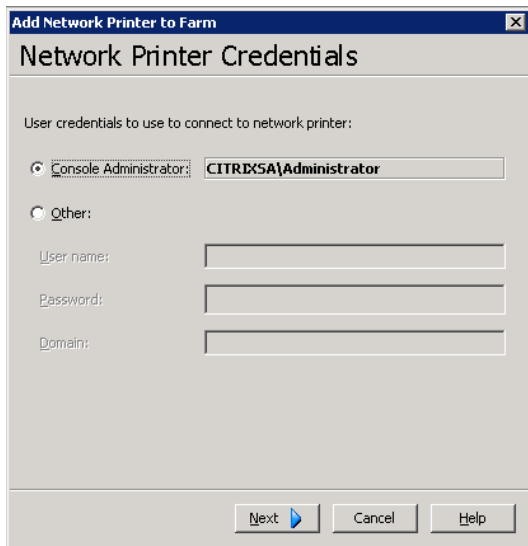 Add Network Printer to Farm
Network Printer Credentials
User credentials to use to connect to network printer:
Console Administrator: CITRIXSA\Administrator
Other:
User name:
Password:
Domain:
Next Cancel Help